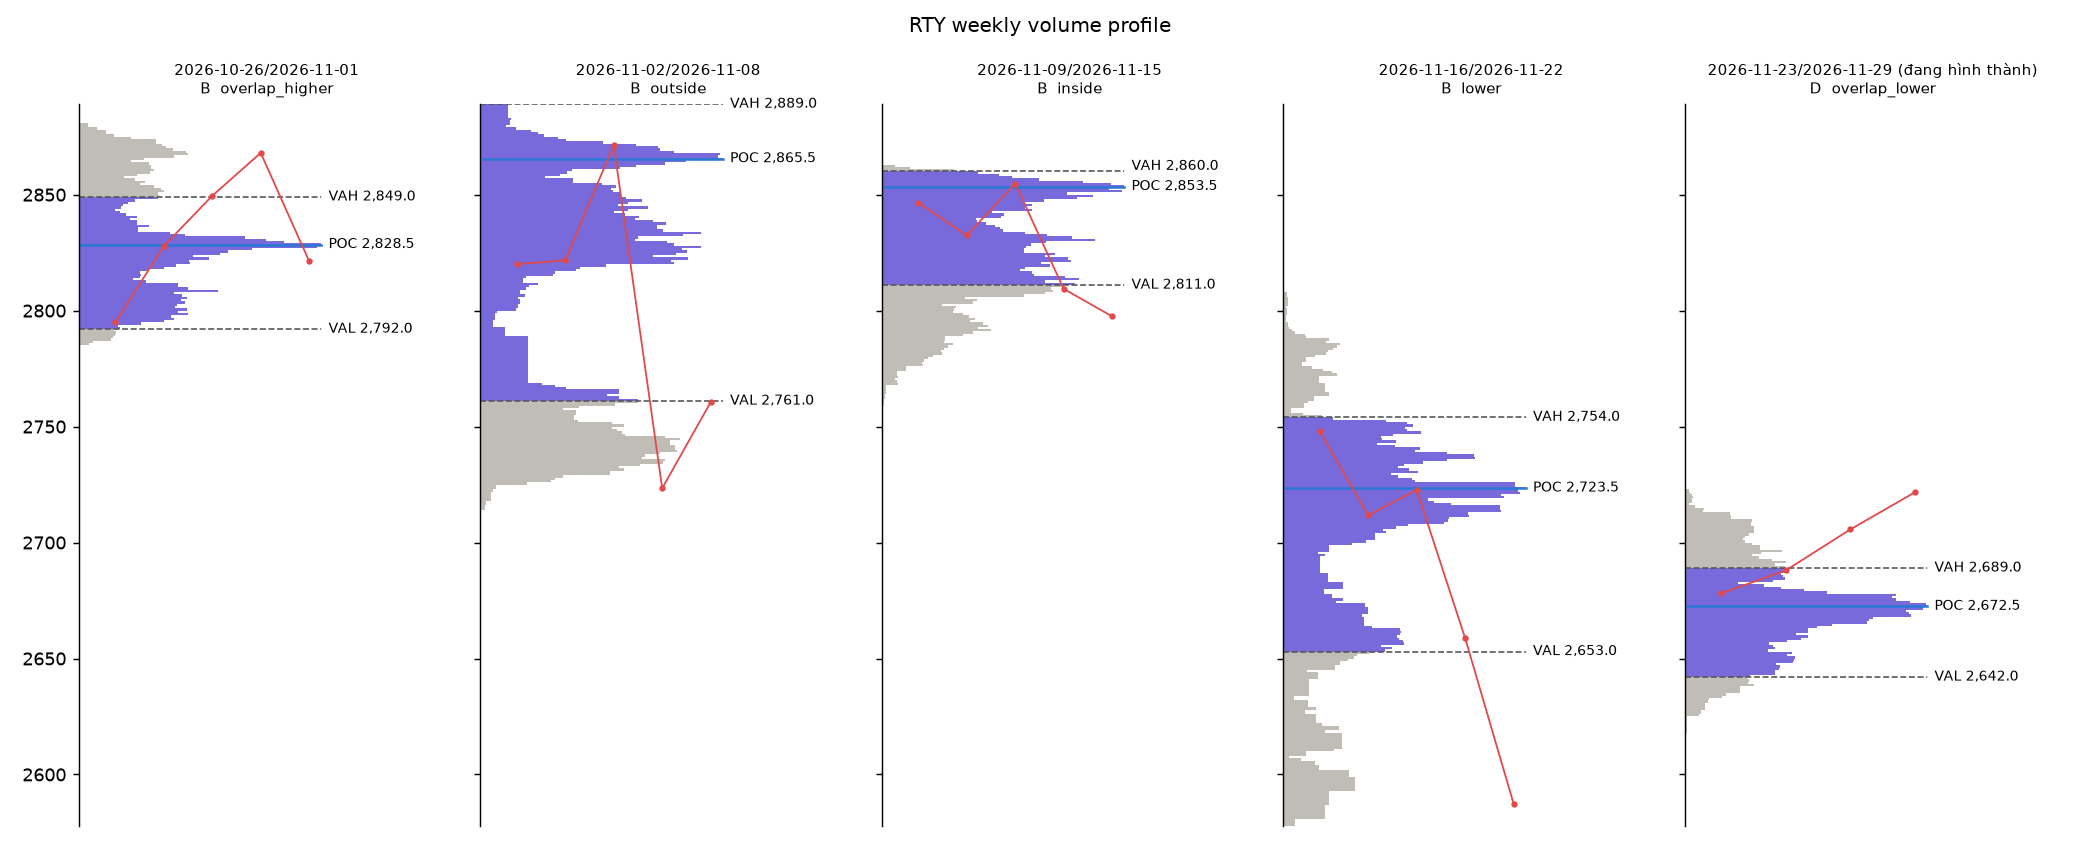 RTY weekly volume profile
2026-10-26/2026-11-01
B  overlap_higher
2026-11-02/2026-11-08
B  outside
2026-11-09/2026-11-15
B  inside
2026-11-16/2026-11-22
B  lower
2026-11-23/2026-11-29 (đang hình thành)
D  overlap_lower
2850
2800
2750
2700
2650
2600
VAH 2,849.0
POC 2,828.5
VAL 2,792.0
VAH 2,889.0
POC 2,865.5
VAL 2,761.0
VAH 2,860.0
POC 2,853.5
VAL 2,811.0
VAH 2,754.0
POC 2,723.5
VAL 2,653.0
VAH 2,689.0
POC 2,672.5
VAL 2,642.0